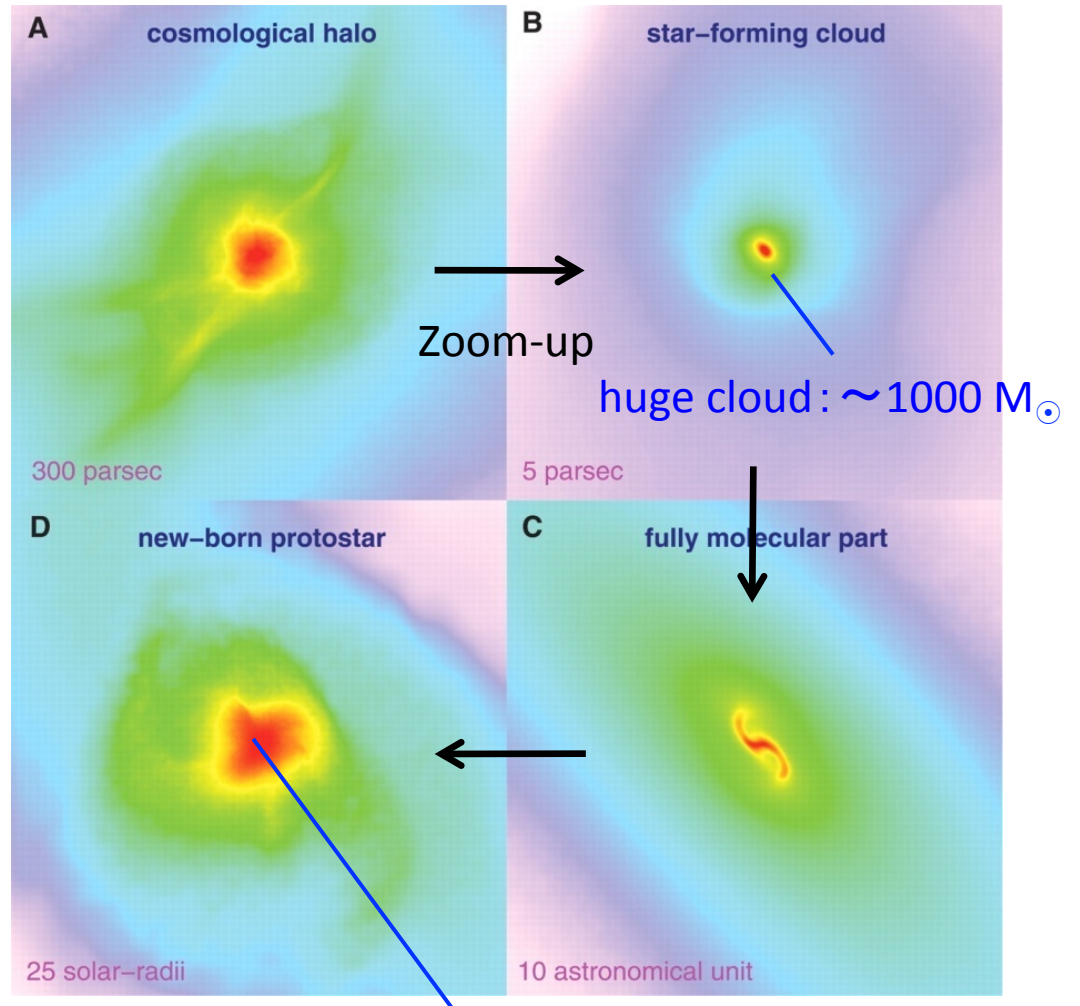 A
cosmological halo
300 parsec
B
star–forming cloud
5 parsec
Zoom-up
huge cloud: ～1000 M☉
D
new–born protostar
25 solar–radii
C
fully molecular part
10 astronomical unit